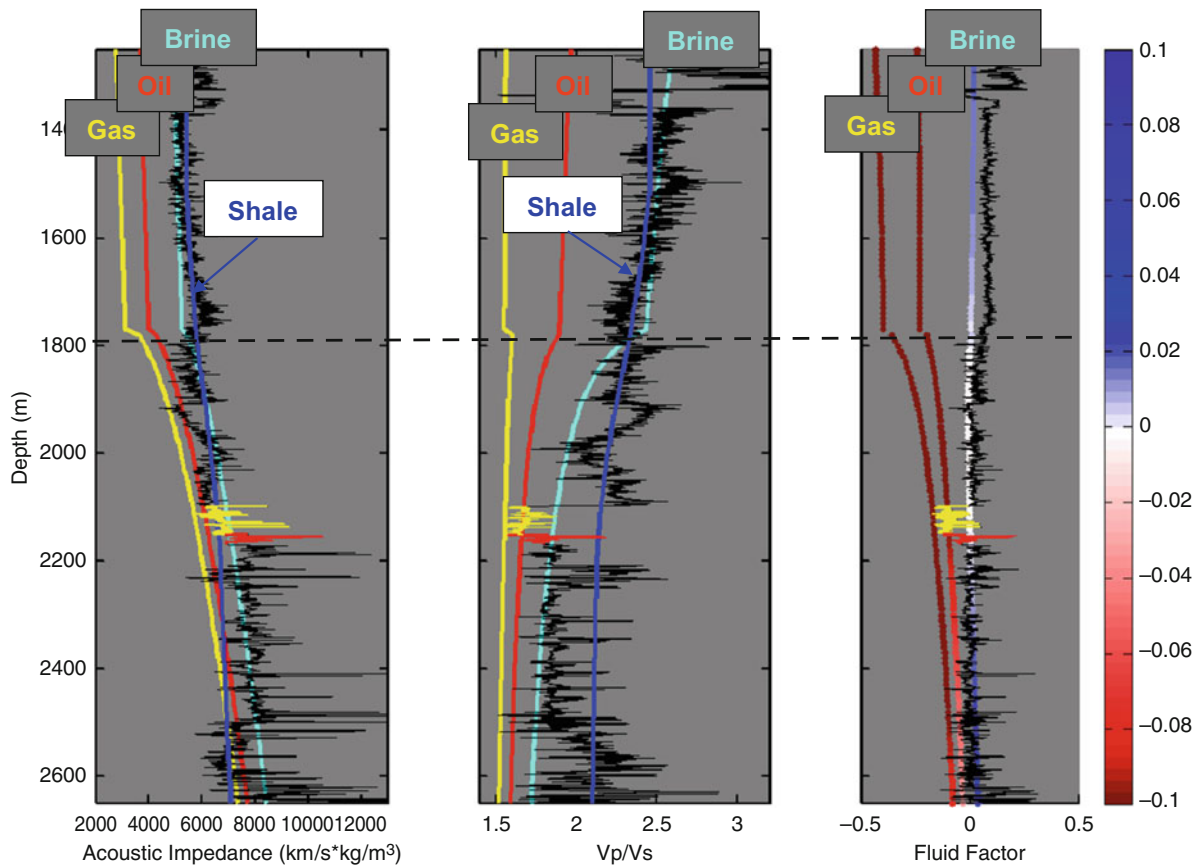 Brine
Oil
Gas
Shale
Brine
Oil
Gas
Shale
Brine
Oil
Gas
1400
1600
1800
2000
2200
2400
2600
Depth (m)
2000 4000 6000 8000 10000 12000
Acoustic Impedance (km/s*kg/m³)
1.5 2 2.5 3
Vp/Vs
−0.5 0 0.5
Fluid Factor
0.1
0.08
0.06
0.04
0.02
0
−0.02
−0.04
−0.06
−0.08
−0.1